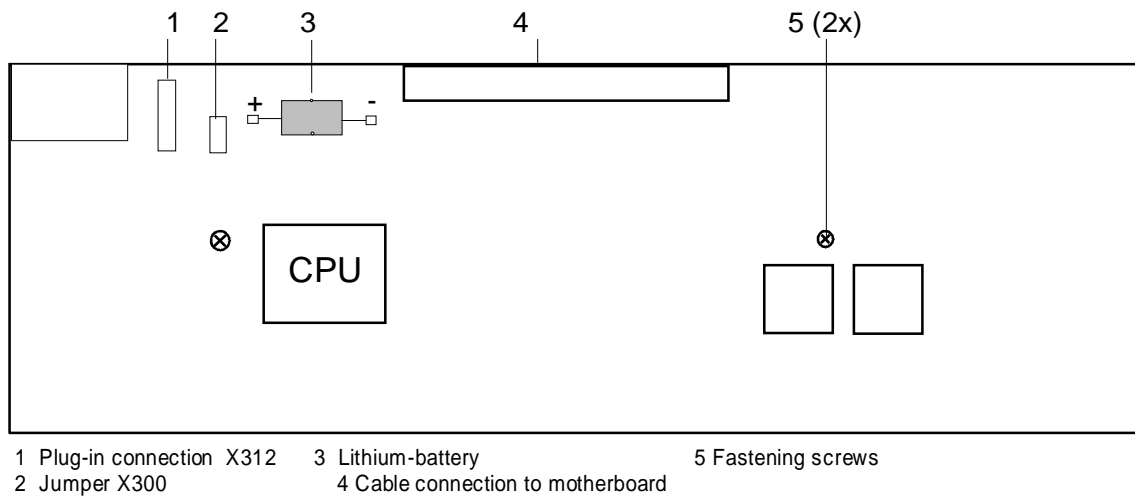 1 2 3 4 5 (2x)
+ -
CPU
1 Plug-in connection X312 3 Lithium-battery 5 Fastening screws
2 Jumper X300 4 Cable connection to motherboard